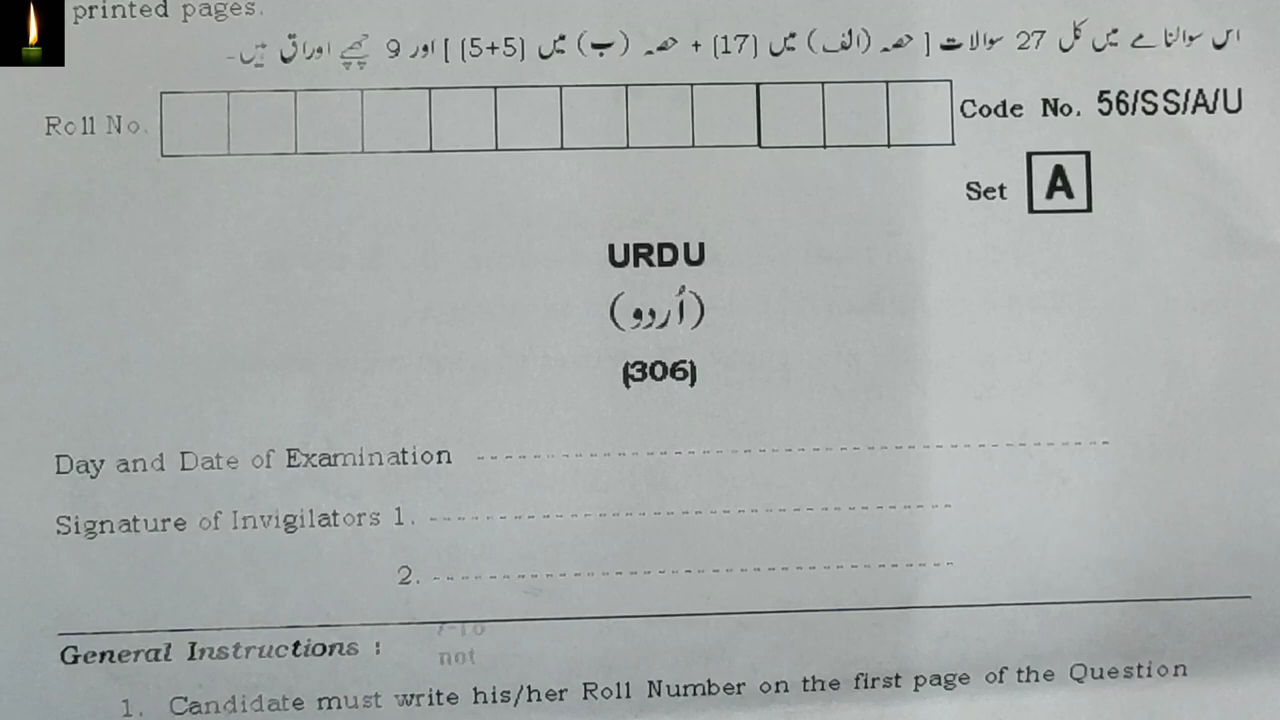 printed pages.
اس سوالنامے میں کل 27 سوالات [ حصہ (الف) میں (17) + حصہ (ب) میں (5+5) ] اور 9 چھپے اوراق ہیں۔
Roll No.
Code No. 56/SS/A/U
Set A
URDU
(اُردو)
(306)
Day and Date of Examination
Signature of Invigilators 1.
2.
General Instructions :
not
1. Candidate must write his/her Roll Number on the first page of the Question